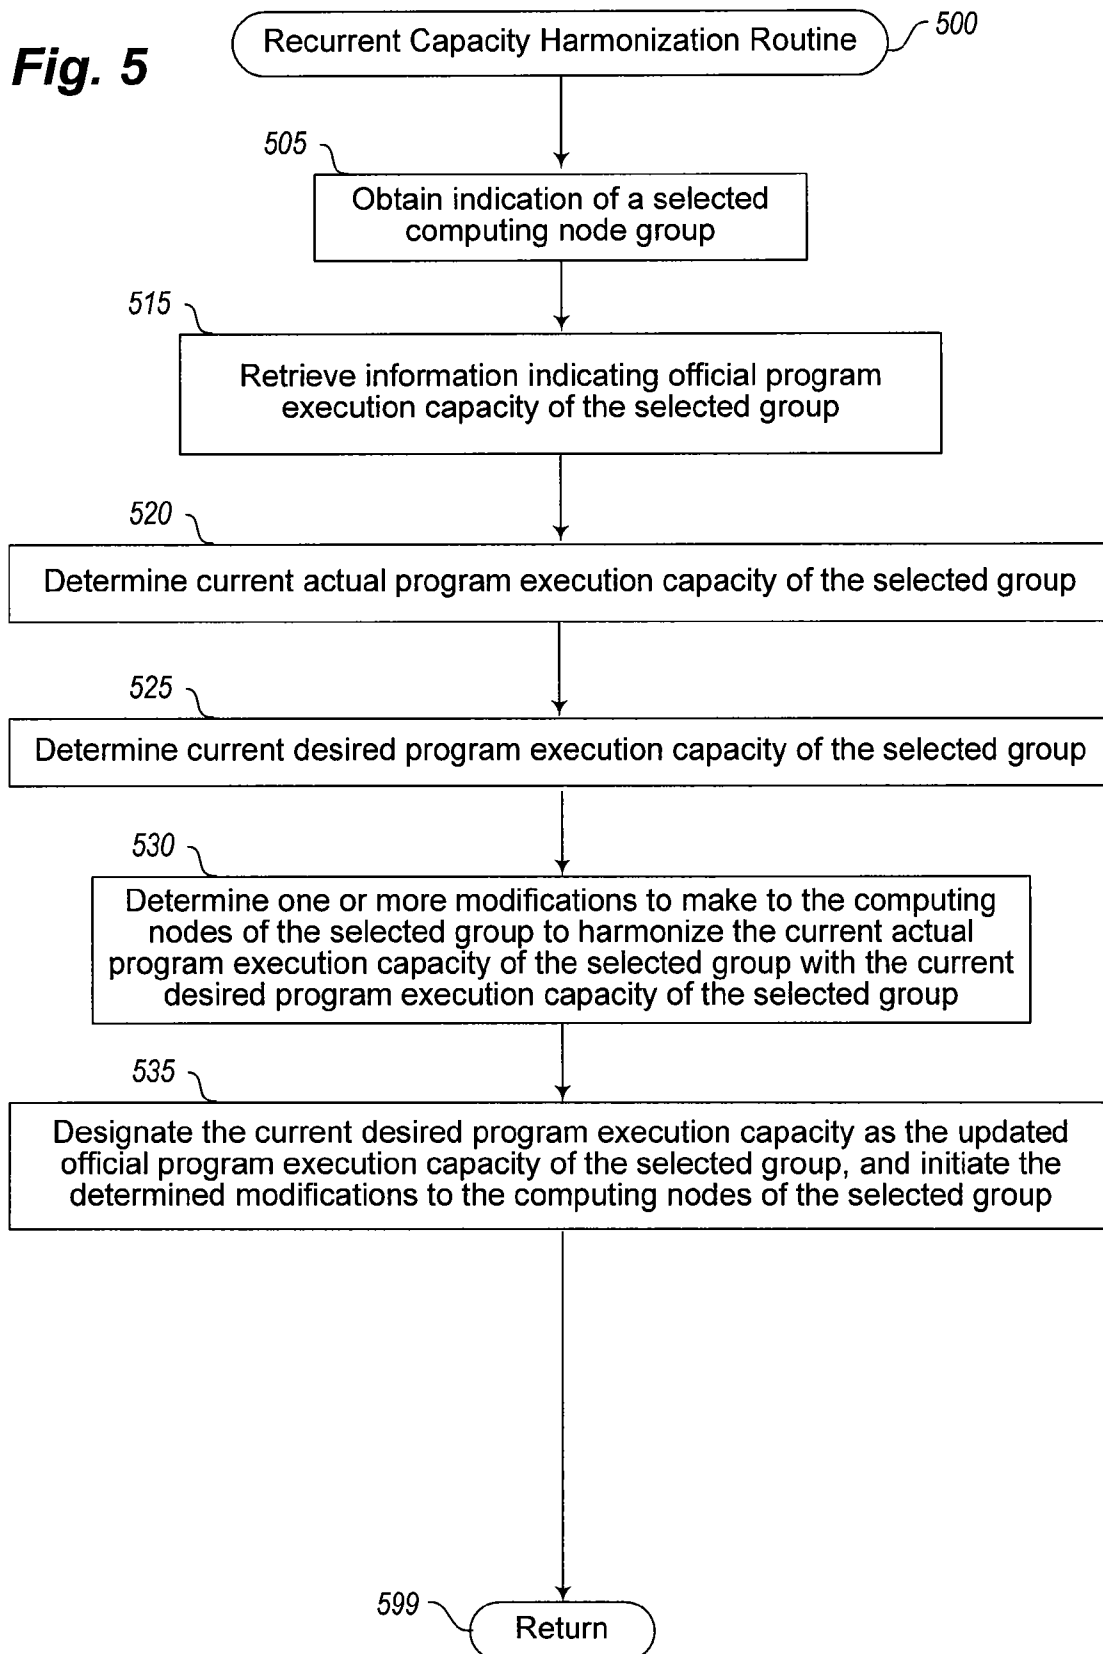 Fig. 5
Recurrent Capacity Harmonization Routine
500
505
Obtain indication of a selected
computing node group
515
Retrieve information indicating official program
execution capacity of the selected group
520
Determine current actual program execution capacity of the selected group
525
Determine current desired program execution capacity of the selected group
530
Determine one or more modifications to make to the computing
nodes of the selected group to harmonize the current actual
program execution capacity of the selected group with the current
desired program execution capacity of the selected group
535
Designate the current desired program execution capacity as the updated
official program execution capacity of the selected group, and initiate the
determined modifications to the computing nodes of the selected group
599
Return